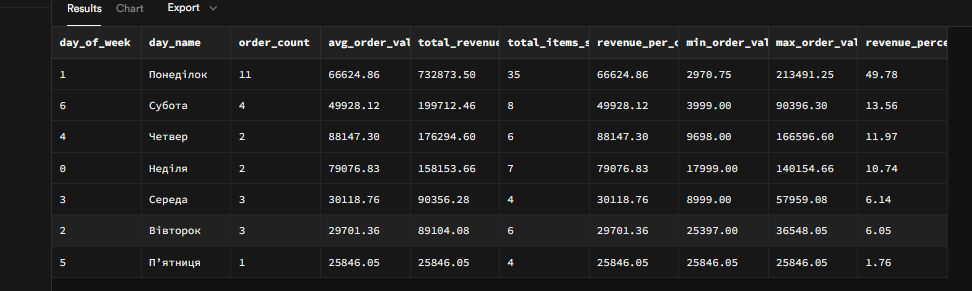 Results Chart Export
day_of_week day_name order_count avg_order_val total_revenue total_items_s revenue_per_o min_order_val max_order_val revenue_perce
1 Понеділок 11 66624.86 732873.50 35 66624.86 2970.75 213491.25 49.78
6 Субота 4 49928.12 199712.46 8 49928.12 3999.00 90396.30 13.56
4 Четвер 2 88147.30 176294.60 6 88147.30 9698.00 166596.60 11.97
0 Неділя 2 79076.83 158153.66 7 79076.83 17999.00 140154.66 10.74
3 Середа 3 30118.76 90356.28 4 30118.76 8999.00 57959.08 6.14
2 Вівторок 3 29701.36 89104.08 6 29701.36 25397.00 36548.05 6.05
5 П’ятниця 1 25846.05 25846.05 4 25846.05 25846.05 25846.05 1.76